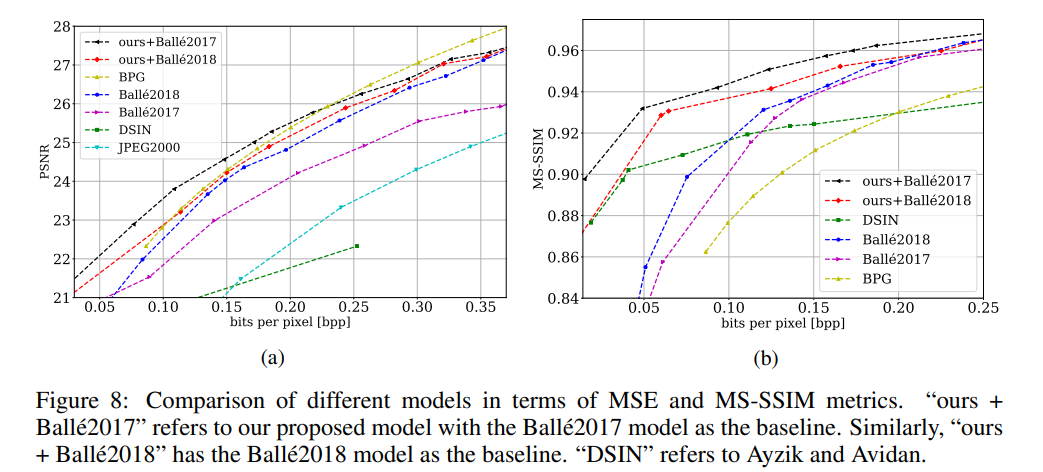 28
27
26
25
24
23
22
21
PSNR
ours+Ballé2017
ours+Ballé2018
BPG
Ballé2018
Ballé2017
DSIN
JPEG2000
0.05 0.10 0.15 0.20 0.25 0.30 0.35
bits per pixel [bpp]
(a)
0.96
0.94
0.92
0.90
0.88
0.86
0.84
MS-SSIM
ours+Ballé2017
ours+Ballé2018
DSIN
Ballé2018
Ballé2017
BPG
0.05 0.10 0.15 0.20 0.25
bits per pixel [bpp]
(b)
Figure 8: Comparison of different models in terms of MSE and MS-SSIM metrics. “ours +
Ballé2017” refers to our proposed model with the Ballé2017 model as the baseline. Similarly, “ours
+ Ballé2018” has the Ballé2018 model as the baseline. “DSIN” refers to Ayzik and Avidan.